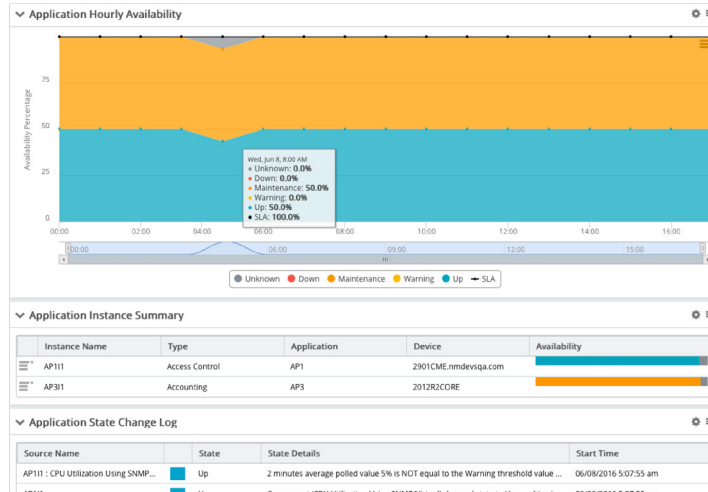 Application Hourly Availability
Availability Percentage
75
50
25
0
Wed, Jun 8, 8:00 AM
Unknown: 0.0%
Down: 0.0%
Maintenance: 50.0%
Warning: 0.0%
Up: 50.0%
SLA: 100.0%
00:00 02:00 04:00 06:00 08:00 10:00 12:00 14:00 16:00
00:00 06:00 09:00 12:00 15:00
Unknown Down Maintenance Warning Up SLA
Application Instance Summary
Instance Name Type Application Device Availability
AP1I1 Access Control AP1 2901CME.nmdevsqa.com
AP3I1 Accounting AP3 2012R2CORE
Application State Change Log
Source Name State State Details Start Time
AP1I1 : CPU Utilization Using SNMP... Up 2 minutes average polled value 5% is NOT equal to the Warning threshold value ... 06/08/2016 5:07:55 am